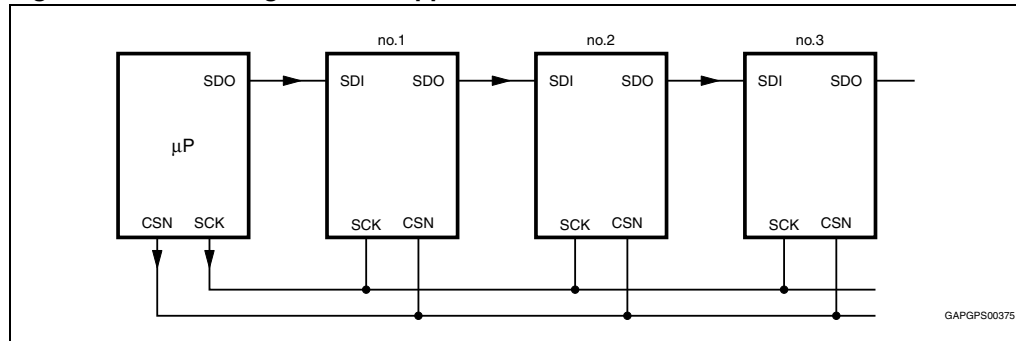 no.1 no.2 no.3
SDO SDI SDO SDI SDO SDI SDO
μP
CSN SCK SCK CSN SCK CSN SCK CSN
GAPGPS00375